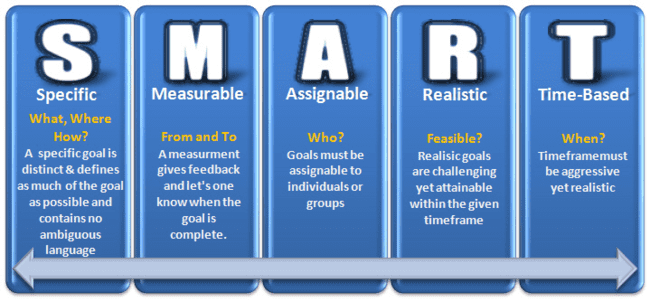 S
Specific
What, Where
How?
A specific goal is
distinct & defines
as much of the goal
as possible and
contains no
ambiguous
language
M
Measurable
From and To
A measurment
gives feedback
and let's one
know when the
goal is
complete.
A
Assignable
Who?
Goals must be
assignable to
individuals or
groups
R
Realistic
Feasible?
Realisic goals
are challenging
yet attainable
within the given
timeframe
T
Time-Based
When?
Timeframemust
be aggressive
yet realistic